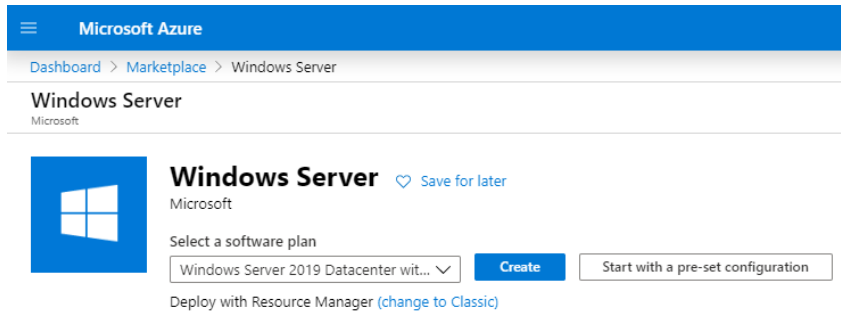 Microsoft Azure
Dashboard > Marketplace > Windows Server
Windows Server
Microsoft
Windows Server Save for later
Microsoft
Select a software plan
Windows Server 2019 Datacenter wit... Create Start with a pre-set configuration
Deploy with Resource Manager (change to Classic)